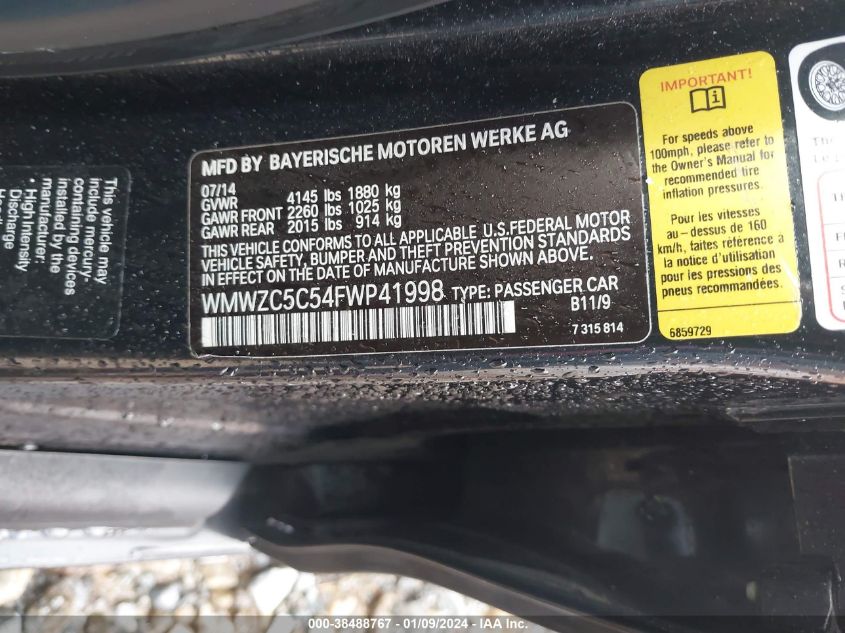 This vehicle may
include mercury-
containing devices
installed by the
manufacturer:
• High Intensity
Discharge
MFD BY BAYERISCHE MOTOREN WERKE AG
07/14
GVWR 4145 lbs 1880 kg
GAWR FRONT 2260 lbs 1025 kg
GAWR REAR 2015 lbs 914 kg
THIS VEHICLE CONFORMS TO ALL APPLICABLE U.S.FEDERAL MOTOR
VEHICLE SAFETY, BUMPER AND THEFT PREVENTION STANDARDS
IN EFFECT ON THE DATE OF MANUFACTURE SHOWN ABOVE.
WMWZC5C54FWP41998 TYPE: PASSENGER CAR
B11/9
7 315 814
IMPORTANT!
For speeds above
100mph, please refer to
the Owner's Manual for
recommended tire
inflation pressures.
Pour les vitesses
au-dessus de 160
km/h, faites référence à
la notice d'utilisation
pour les pressions des
pneus recommandées.
6859729
000-38488767 - 01/09/2024 - IAA Inc.